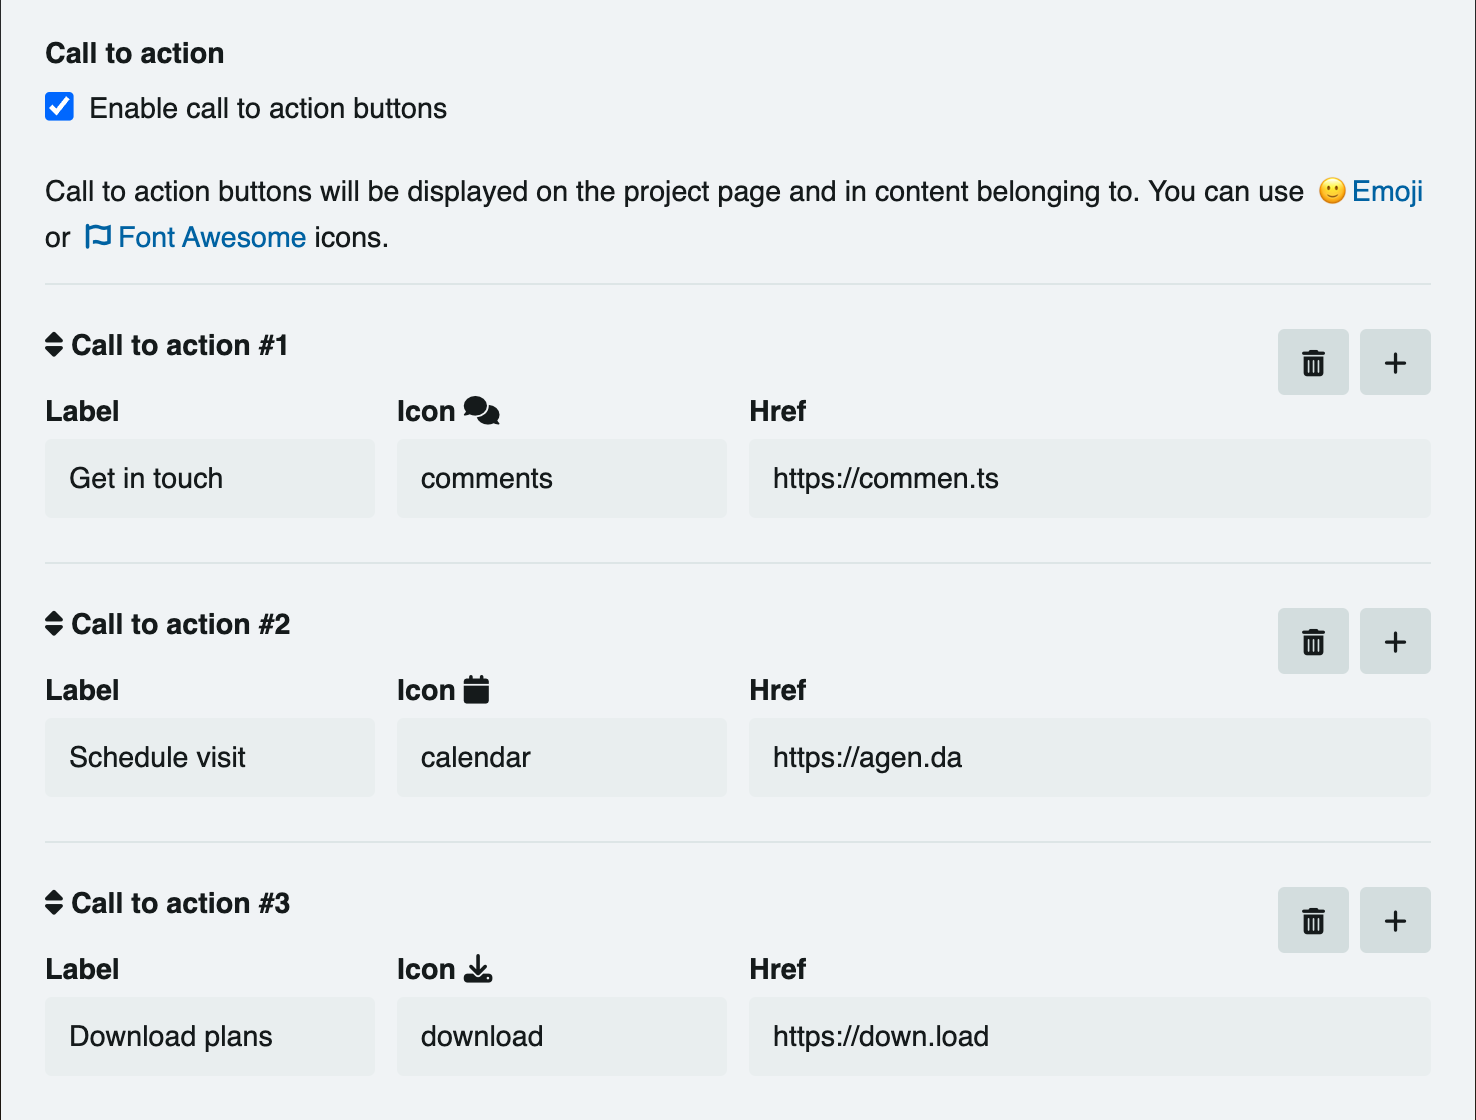 Call to action
Enable call to action buttons
Call to action buttons will be displayed on the project page and in content belonging to. You can use 🙂 Emoji
or Font Awesome icons.
Call to action #1
Label Icon Href
Get in touch comments https://commen.ts
Call to action #2
Label Icon Href
Schedule visit calendar https://agen.da
Call to action #3
Label Icon Href
Download plans download https://down.load